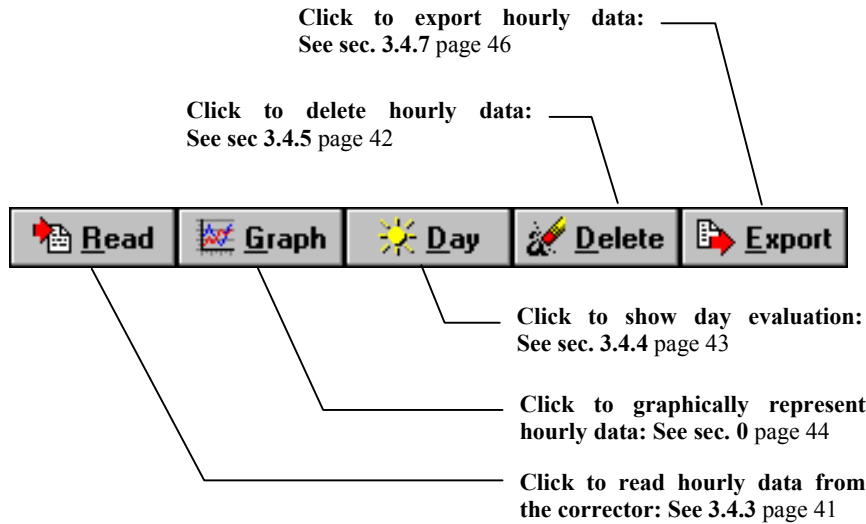 Click to export hourly data:
See sec. 3.4.7 page 46
Click to delete hourly data:
See sec 3.4.5 page 42
Read Graph Day Delete Export
Click to show day evaluation:
See sec. 3.4.4 page 43
Click to graphically represent
hourly data: See sec. 0 page 44
Click to read hourly data from
the corrector: See 3.4.3 page 41